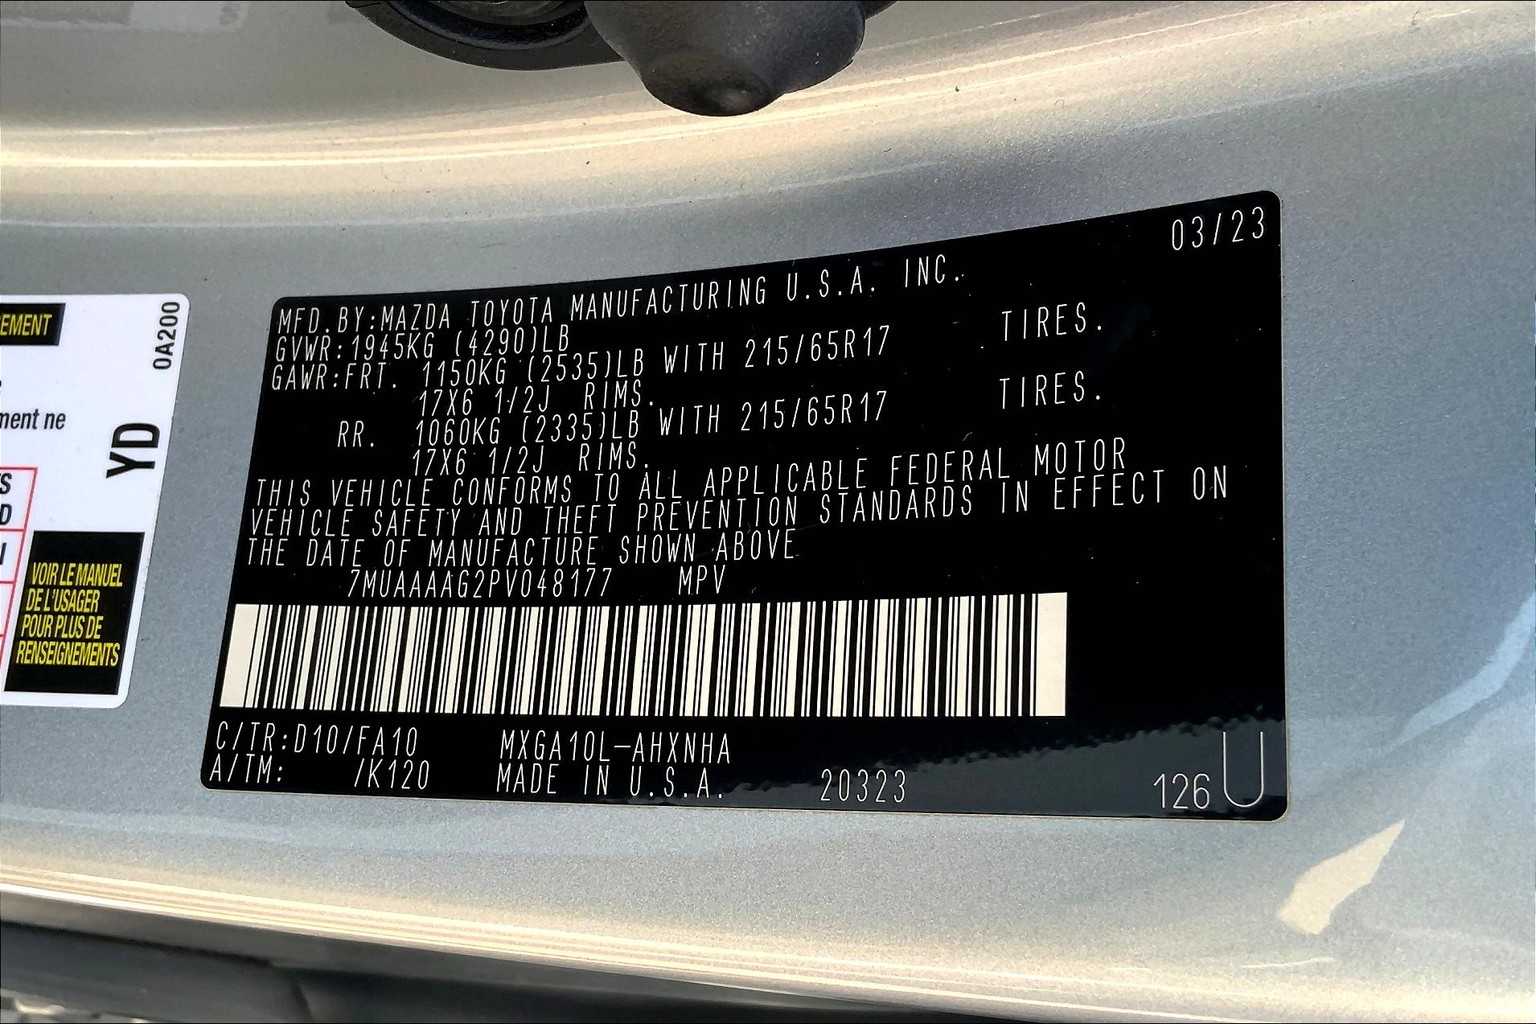 EMENT
0A200
ment ne
YD
S
D
VOIR LE MANUEL
DE L'USAGER
POUR PLUS DE
RENSEIGNEMENTS
03/23
MFD.BY:MAZDA TOYOTA MANUFACTURING U.S.A. INC.
GVWR:1945KG (4290)LB
GAWR:FRT. 1150KG (2535)LB WITH 215/65R17 TIRES.
17X6 1/2J RIMS.
RR. 1060KG (2335)LB WITH 215/65R17 TIRES.
17X6 1/2J RIMS.
THIS VEHICLE CONFORMS TO ALL APPLICABLE FEDERAL MOTOR
VEHICLE SAFETY AND THEFT PREVENTION STANDARDS IN EFFECT ON
THE DATE OF MANUFACTURE SHOWN ABOVE
7MUAAAAG2PV048177 MPV
C/TR:D10/FA10 MXGA10L-AHXNHA
A/TM: /K120 MADE IN U.S.A. 20323 126 U